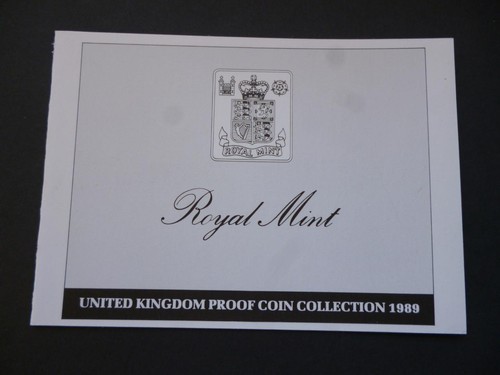 ROYAL MINT
Royal Mint
UNITED KINGDOM PROOF COIN COLLECTION 1989